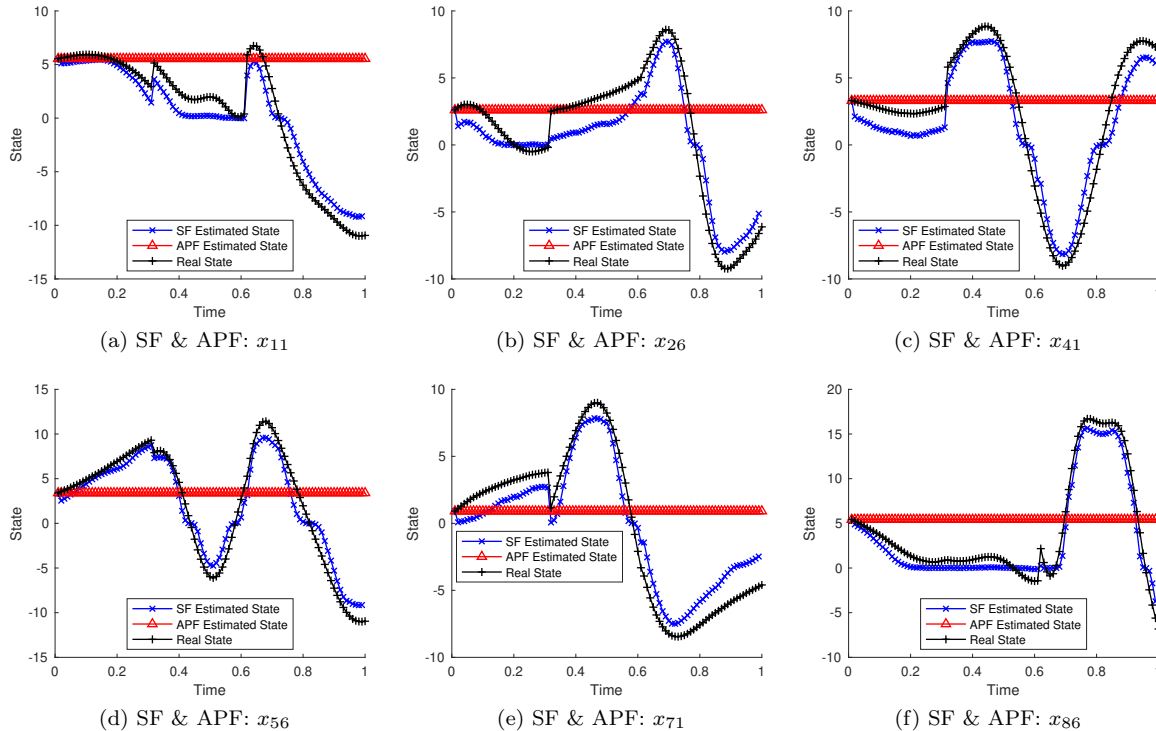 10
5
0
-5
-10
-15
State
0 0.2 0.4 0.6 0.8 1
Time
SF Estimated State
APF Estimated State
Real State
(a) SF & APF: x11
10
5
0
-5
-10
State
0 0.2 0.4 0.6 0.8 1
Time
SF Estimated State
APF Estimated State
Real State
(b) SF & APF: x26
10
5
0
-5
-10
State
0 0.2 0.4 0.6 0.8 1
Time
SF Estimated State
APF Estimated State
Real State
(c) SF & APF: x41
15
10
5
0
-5
-10
-15
State
0 0.2 0.4 0.6 0.8 1
Time
SF Estimated State
APF Estimated State
Real State
(d) SF & APF: x56
10
5
0
-5
-10
State
0 0.2 0.4 0.6 0.8 1
Time
SF Estimated State
APF Estimated State
Real State
(e) SF & APF: x71
20
15
10
5
0
-5
-10
State
0 0.2 0.4 0.6 0.8 1
Time
SF Estimated State
APF Estimated State
Real State
(f) SF & APF: x86